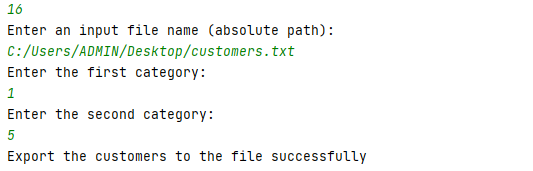 16
Enter an input file name (absolute path):
C:/Users/ADMIN/Desktop/customers.txt
Enter the first category:
1
Enter the second category:
5
Export the customers to the file successfully